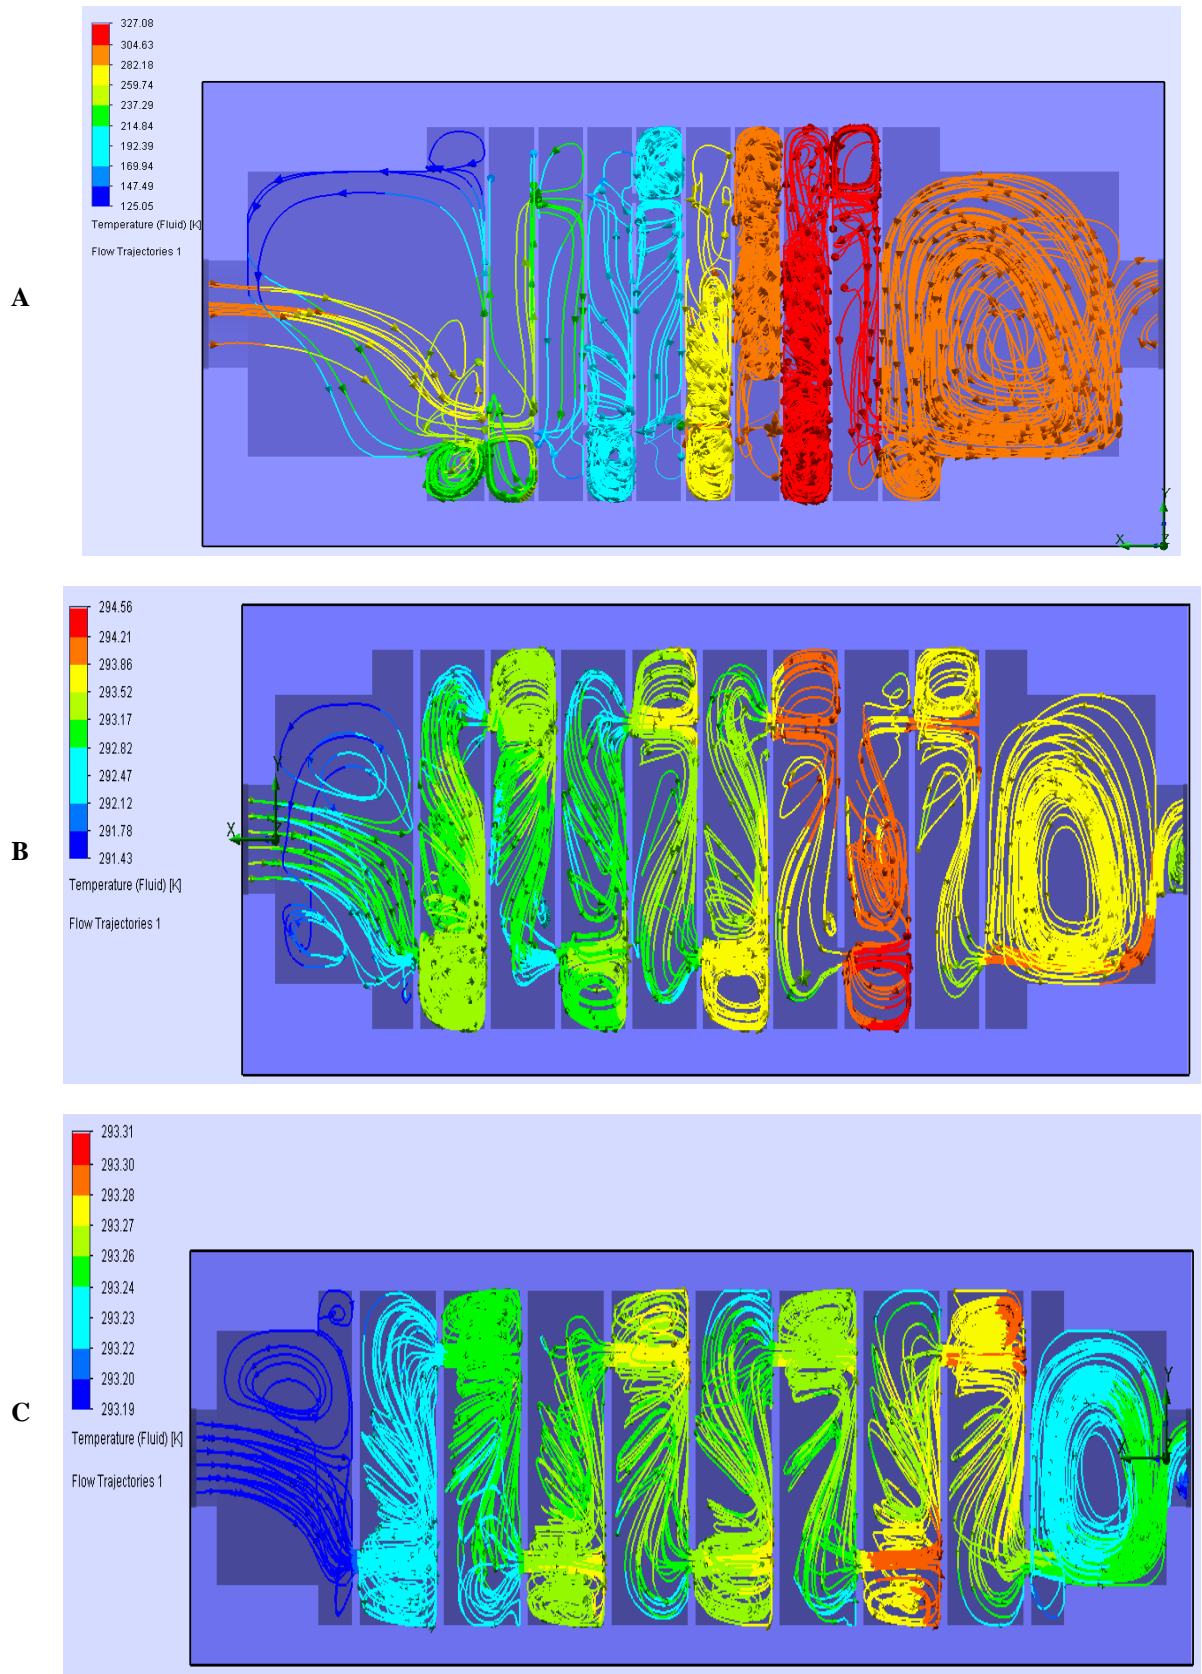 327.08
304.63
282.18
259.74
237.29
214.84
192.39
169.94
147.49
125.05
Temperature (Fluid) [K]
Flow Trajectories 1
A
Y
X
Z
294.56
294.21
293.86
293.52
293.17
292.82
292.47
292.12
291.78
291.43
Temperature (Fluid) [K]
Flow Trajectories 1
B
Y
X
Z
293.31
293.30
293.28
293.27
293.26
293.24
293.23
293.22
293.20
293.19
Temperature (Fluid) [K]
Flow Trajectories 1
C
Y
X
Z